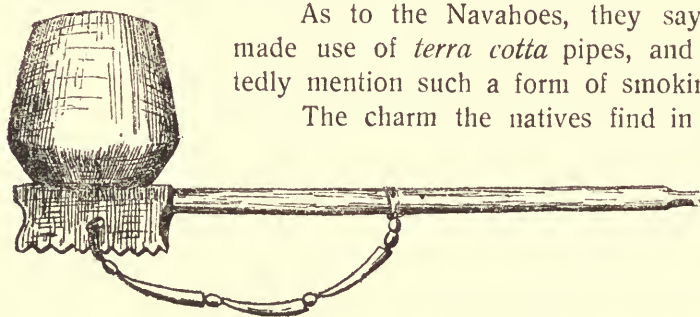 As to the Navahoes, they say
made use of terra cotta pipes, and
tedly mention such a form of smokin
The charm the natives find in